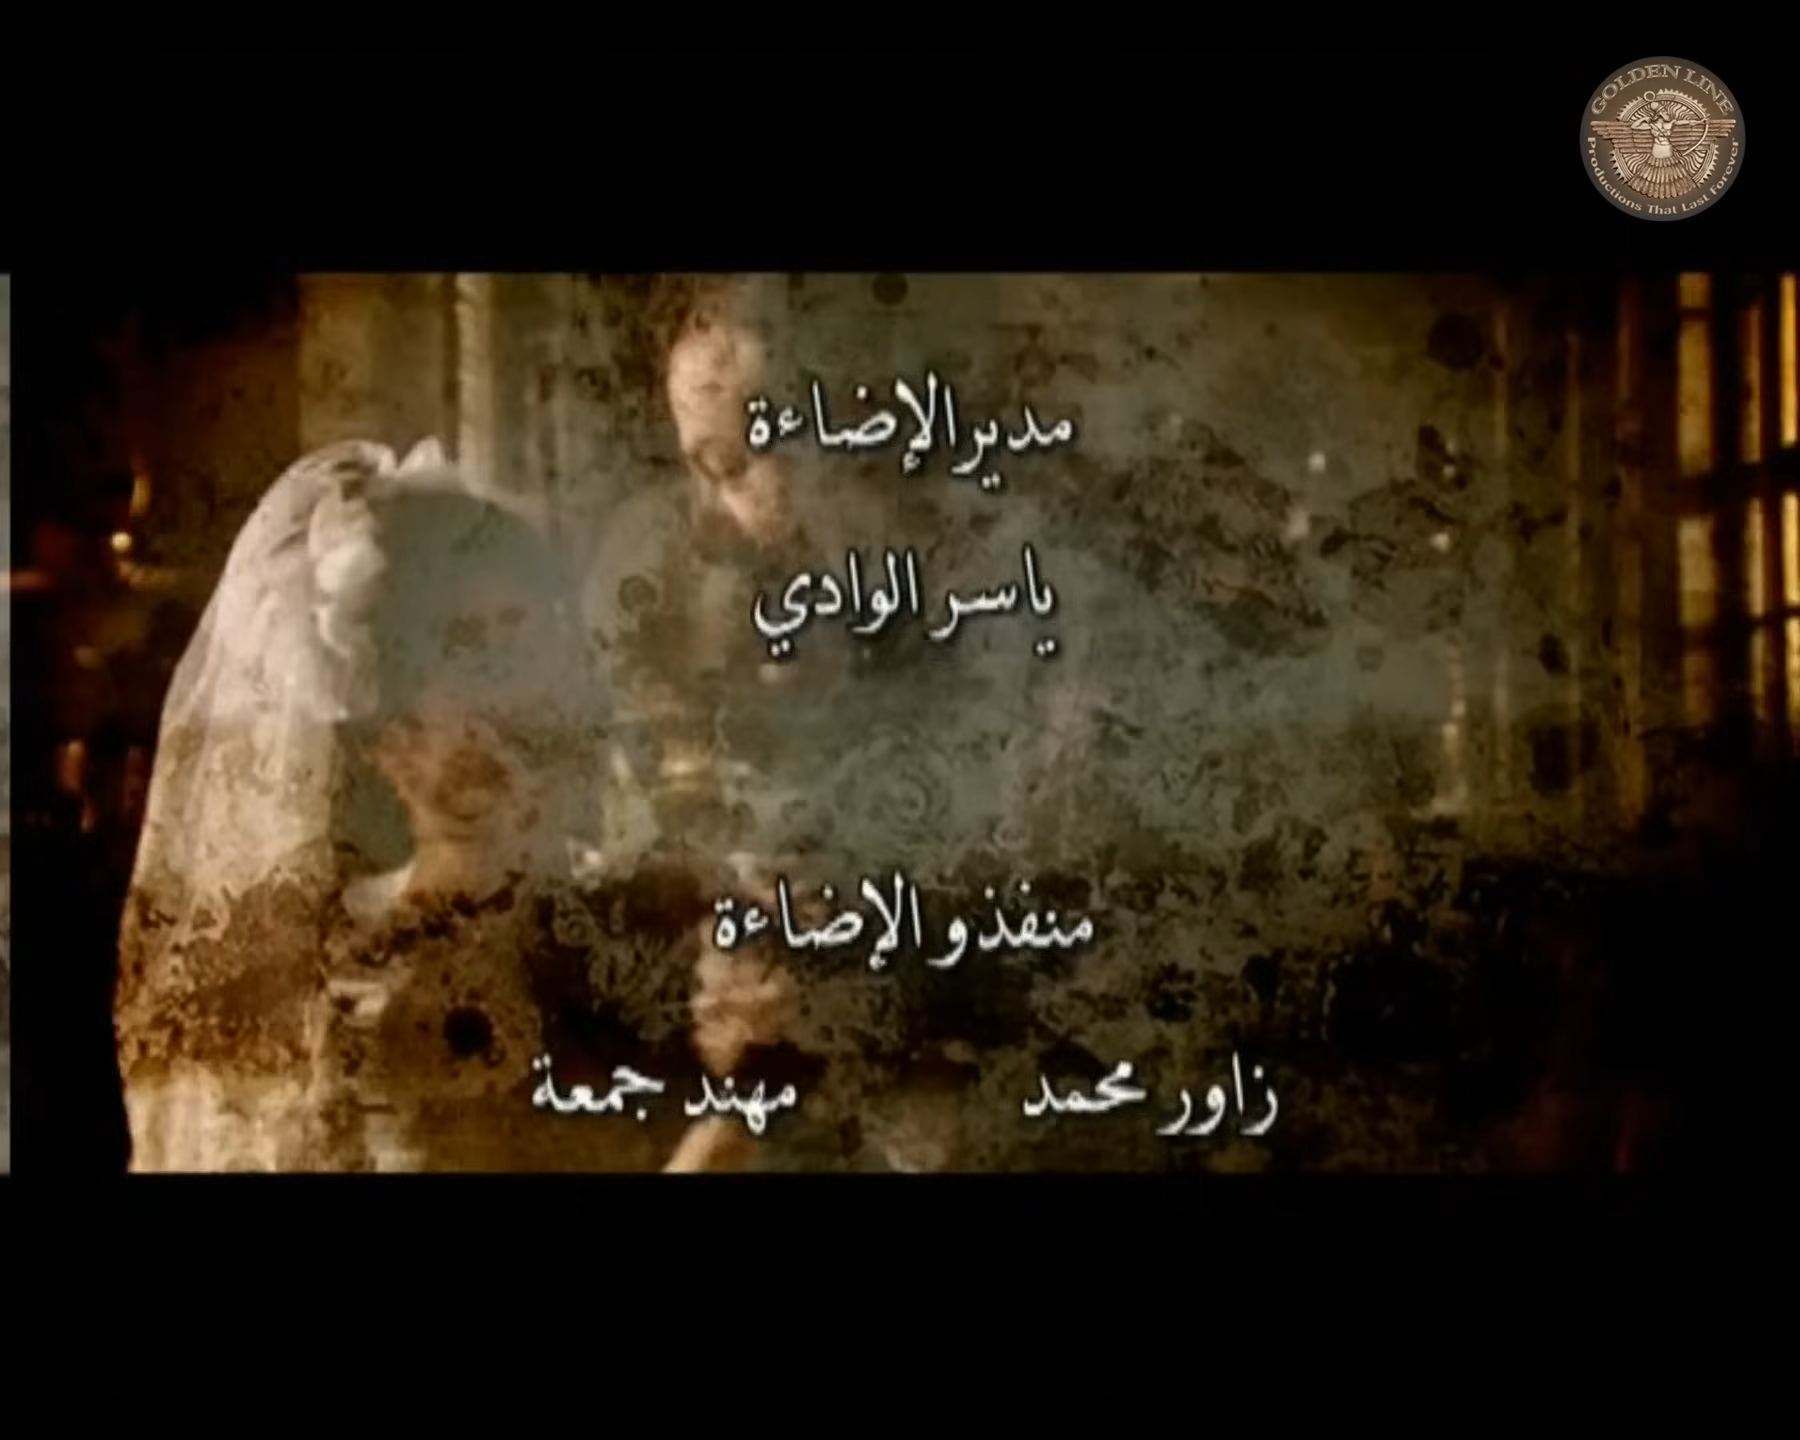 GOLDEN LINE
Productions That Last Forever
مدير الإضاءة
ياسر الوادي
منفذو الإضاءة
زاور محمد مهند جمعة